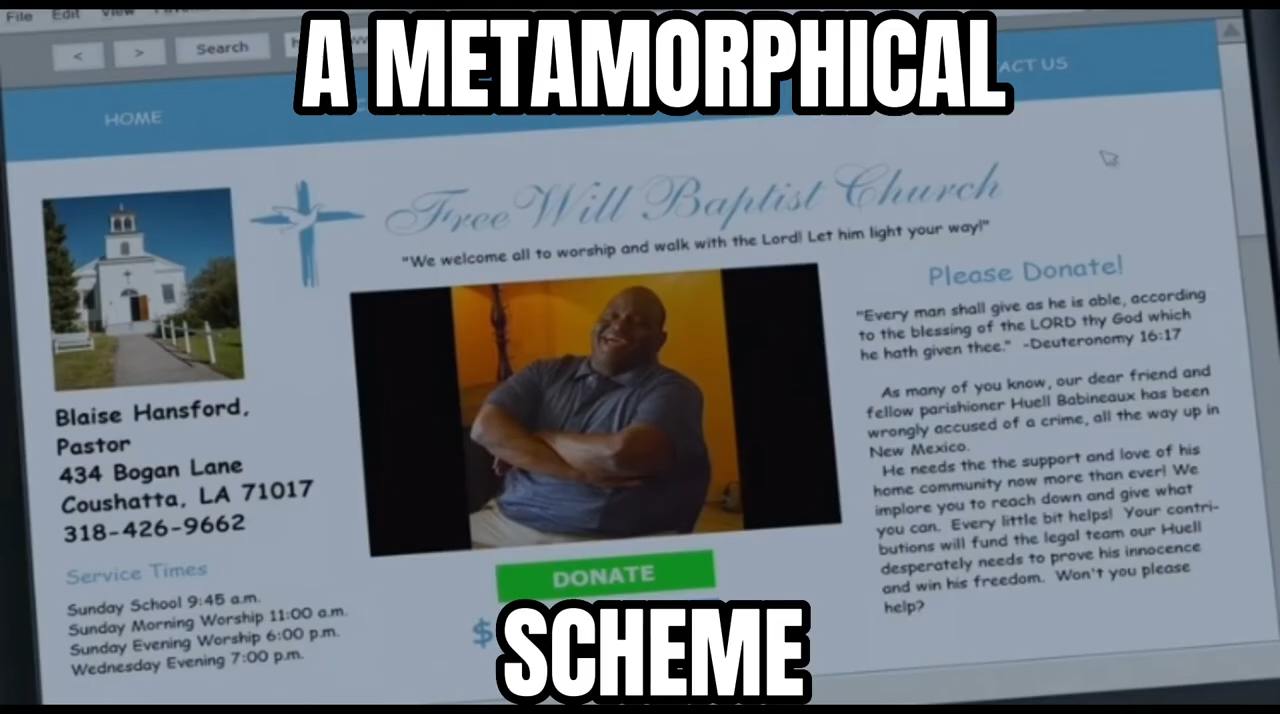 File Edit View
A METAMORPHICAL
< > Search
HOME
ACT US
Free Will Baptist Church
"We welcome all to worship and walk with the Lord! Let him light your way!"
Blaise Hansford,
Pastor
434 Bogan Lane
Coushatta, LA 71017
318-426-9662
Service Times
Sunday School 9:45 a.m.
Sunday Morning Worship 11:00 a.m.
Sunday Evening Worship 6:00 p.m.
Wednesday Evening 7:00 p.m.
DONATE
$
Please Donate!
"Every man shall give as he is able, according
to the blessing of the LORD thy God which
he hath given thee." -Deuteronomy 16:17
As many of you know, our dear friend and
fellow parishioner Huell Babineaux has been
wrongly accused of a crime, all the way up in
New Mexico.
He needs the the support and love of his
home community now more than ever! We
implore you to reach down and give what
you can. Every little bit helps! Your contri-
butions will fund the legal team our Huell
desperately needs to prove his innocence
and win his freedom. Won't you please
help?
SCHEME